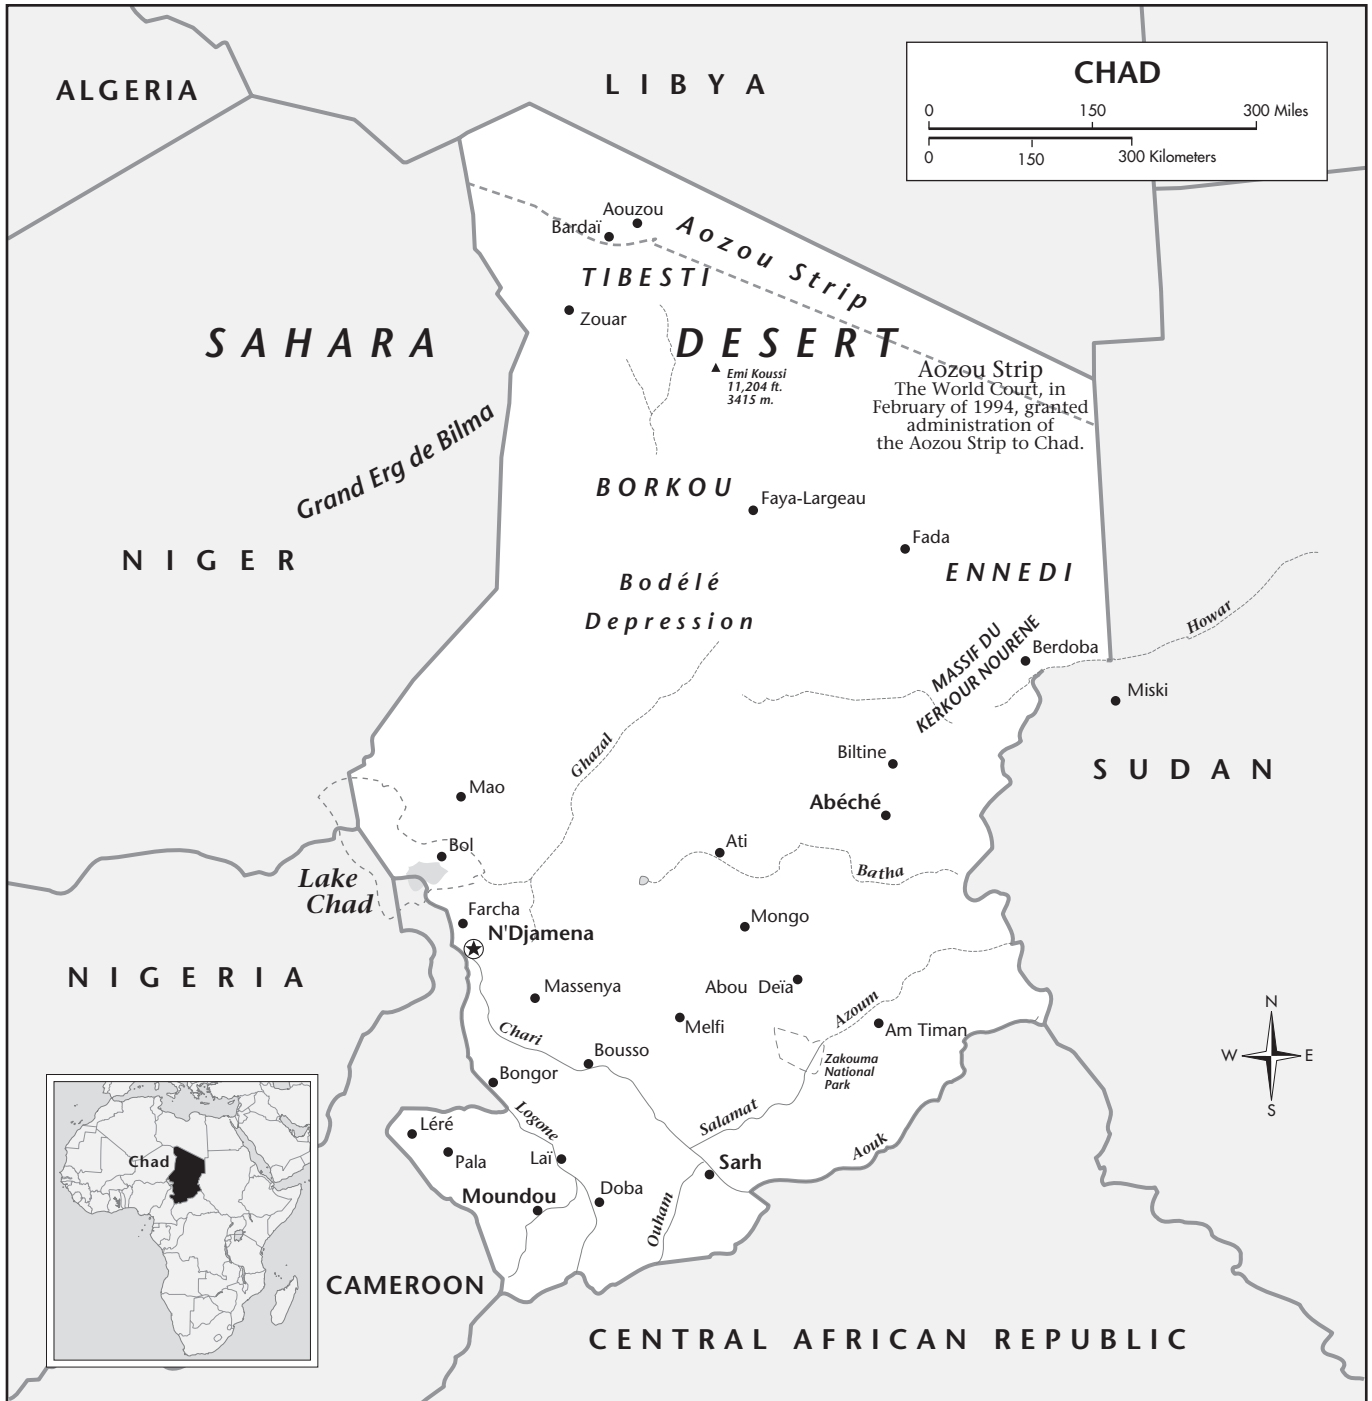 CHAD
0 150 300 Miles
0 150 300 Kilometers
ALGERIA
LIBYA
Aouzou
Bardaï
Aozou Strip
TIBESTI
Zouar
SAHARA
DESERT
Emi Koussi
11,204 ft.
3415 m.
Aozou Strip
The World Court, in
February of 1994, granted
administration of
the Aozou Strip to Chad.
Grand Erg de Bilma
BORKOU
Faya-Largeau
NIGER
Fada
ENNEDI
Bodélé
Depression
Howar
MASSIF DU
KERKOUR NOURENE
Berdoba
Miski
Ghazal
Biltine
SUDAN
Mao
Abéché
Bol
Ati
Batha
Lake
Chad
Farcha
N'Djamena
Mongo
NIGERIA
Massenya
Abou Deïa
Azoum
Melfi
Am Timan
Chari
Bousso
Zakouma
National
Park
N
W E
S
Bongor
Logone
Salamat
Aouk
Léré
Pala
Laï
Sarh
Moundou
Doba
Ouham
Chad
CAMEROON
CENTRAL AFRICAN REPUBLIC